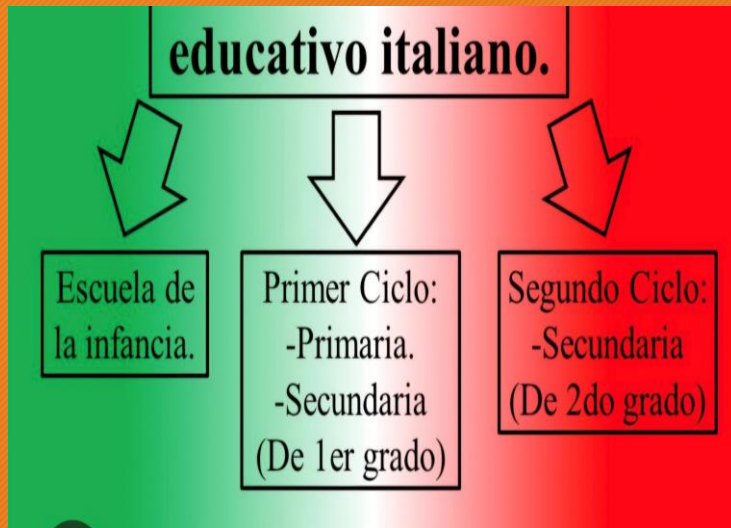 educativo italiano.
Escuela de
la infancia.
Primer Ciclo:
-Primaria.
-Secundaria
(De 1er grado)
Segundo Ciclo:
-Secundaria
(De 2do grado)